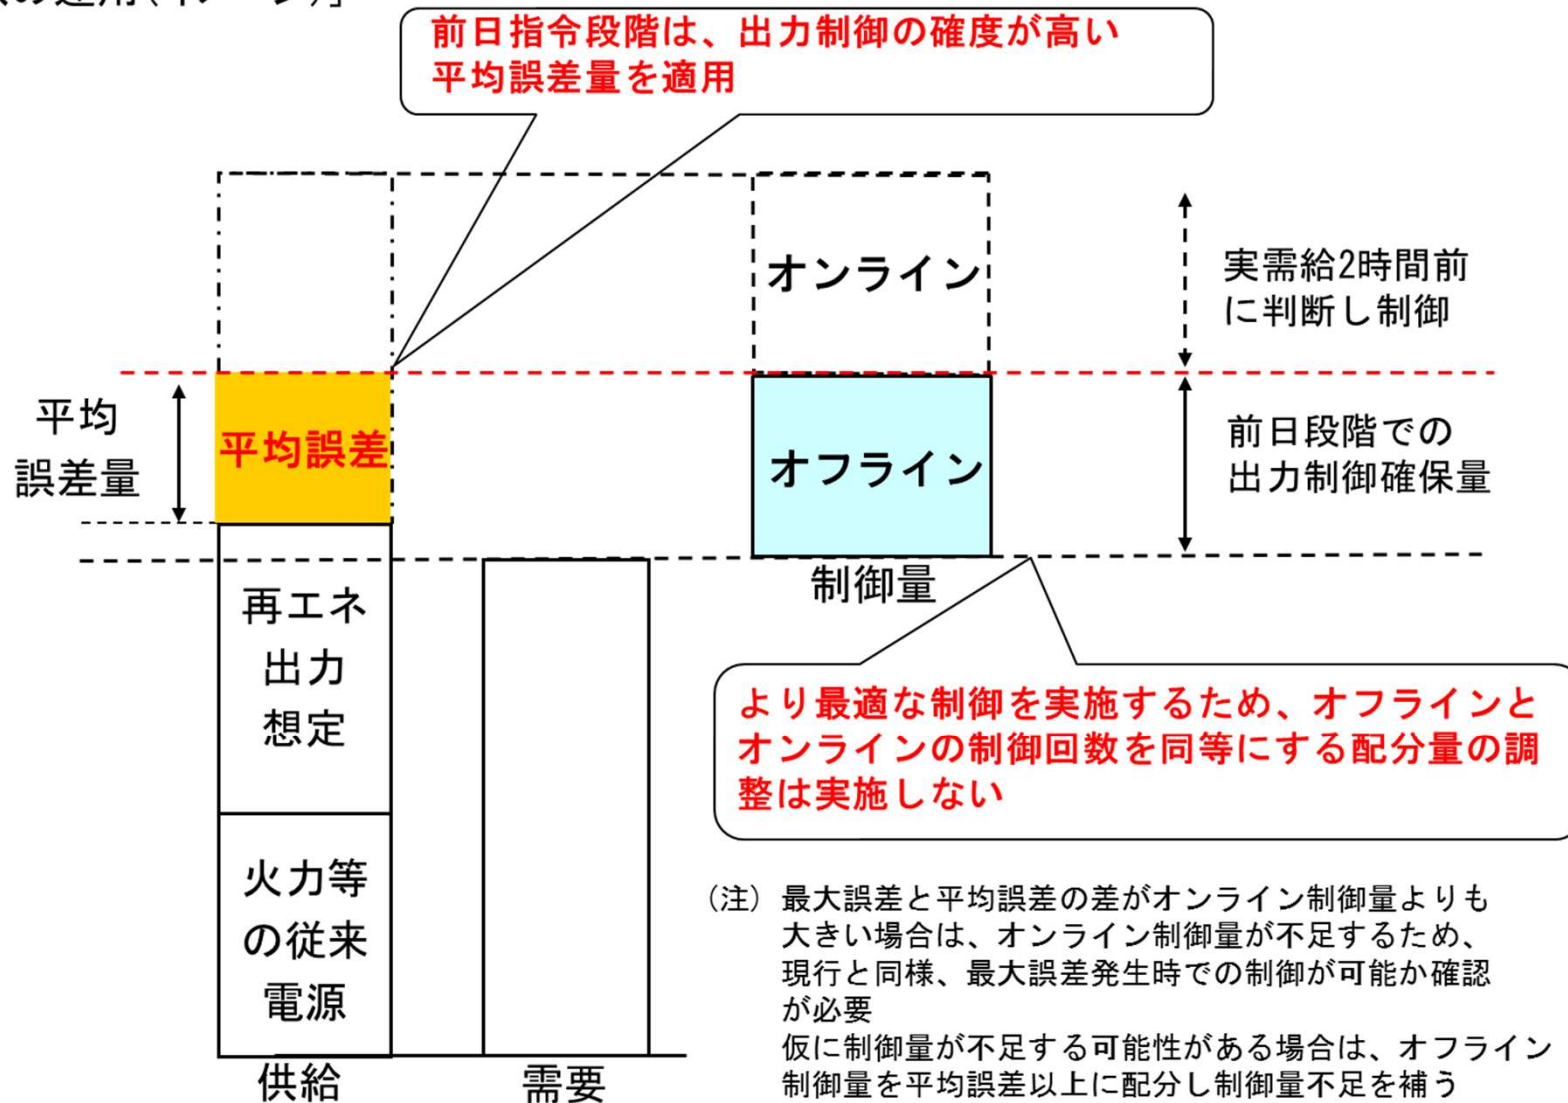 の運用(イメージ)」
前日指令段階は、出力制御の確度が高い
平均誤差量を適用
オンライン
実需給2時間前
に判断し制御
平均
誤差量
平均誤差
オフライン
前日段階での
出力制御確保量
制御量
再エネ
出力
想定
より最適な制御を実施するため、オフラインと
オンラインの制御回数を同等にする配分量の調
整は実施しない
火力等
の従来
電源
(注) 最大誤差と平均誤差の差がオンライン制御量よりも
大きい場合は、オンライン制御量が不足するため、
現行と同様、最大誤差発生時での制御が可能か確認
が必要
仮に制御量が不足する可能性がある場合は、オフライン
制御量を平均誤差以上に配分し制御量不足を補う
供給
需要